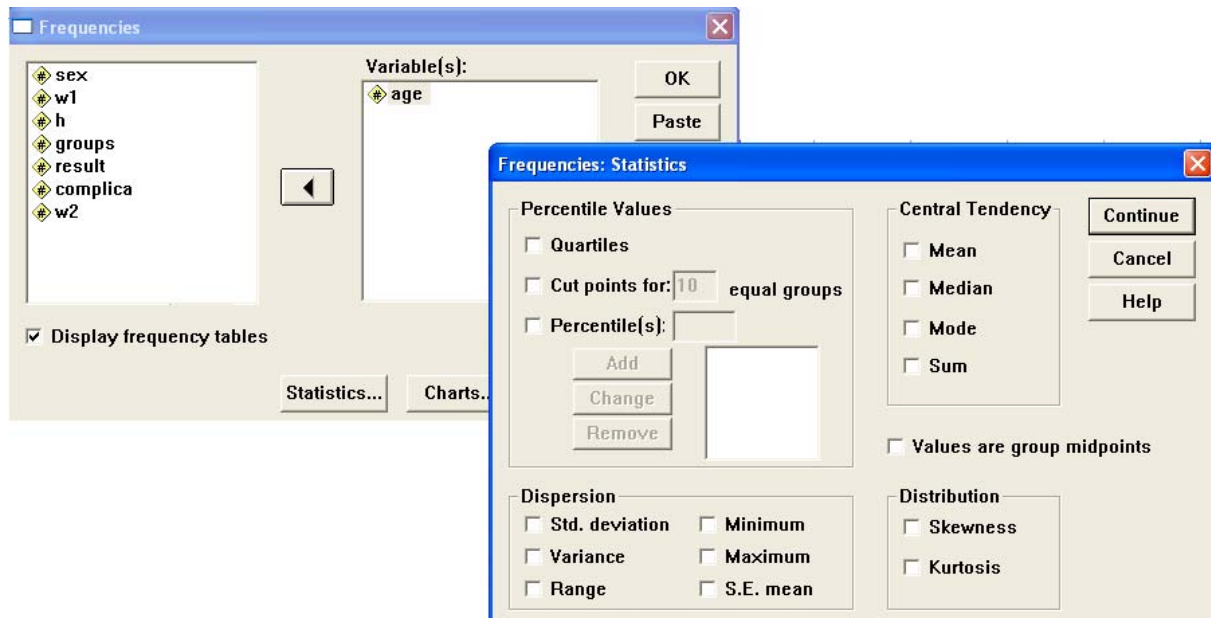 Frequencies
sex
w1
h
groups
result
complica
w2
Variable(s):
age
OK
Paste
Display frequency tables
Statistics...
Charts..
Frequencies: Statistics
Percentile Values
Quartiles
Cut points for: 10 equal groups
Percentile(s):
Add
Change
Remove
Central Tendency
Mean
Median
Mode
Sum
Continue
Cancel
Help
Values are group midpoints
Dispersion
Std. deviation
Minimum
Variance
Maximum
Range
S.E. mean
Distribution
Skewness
Kurtosis